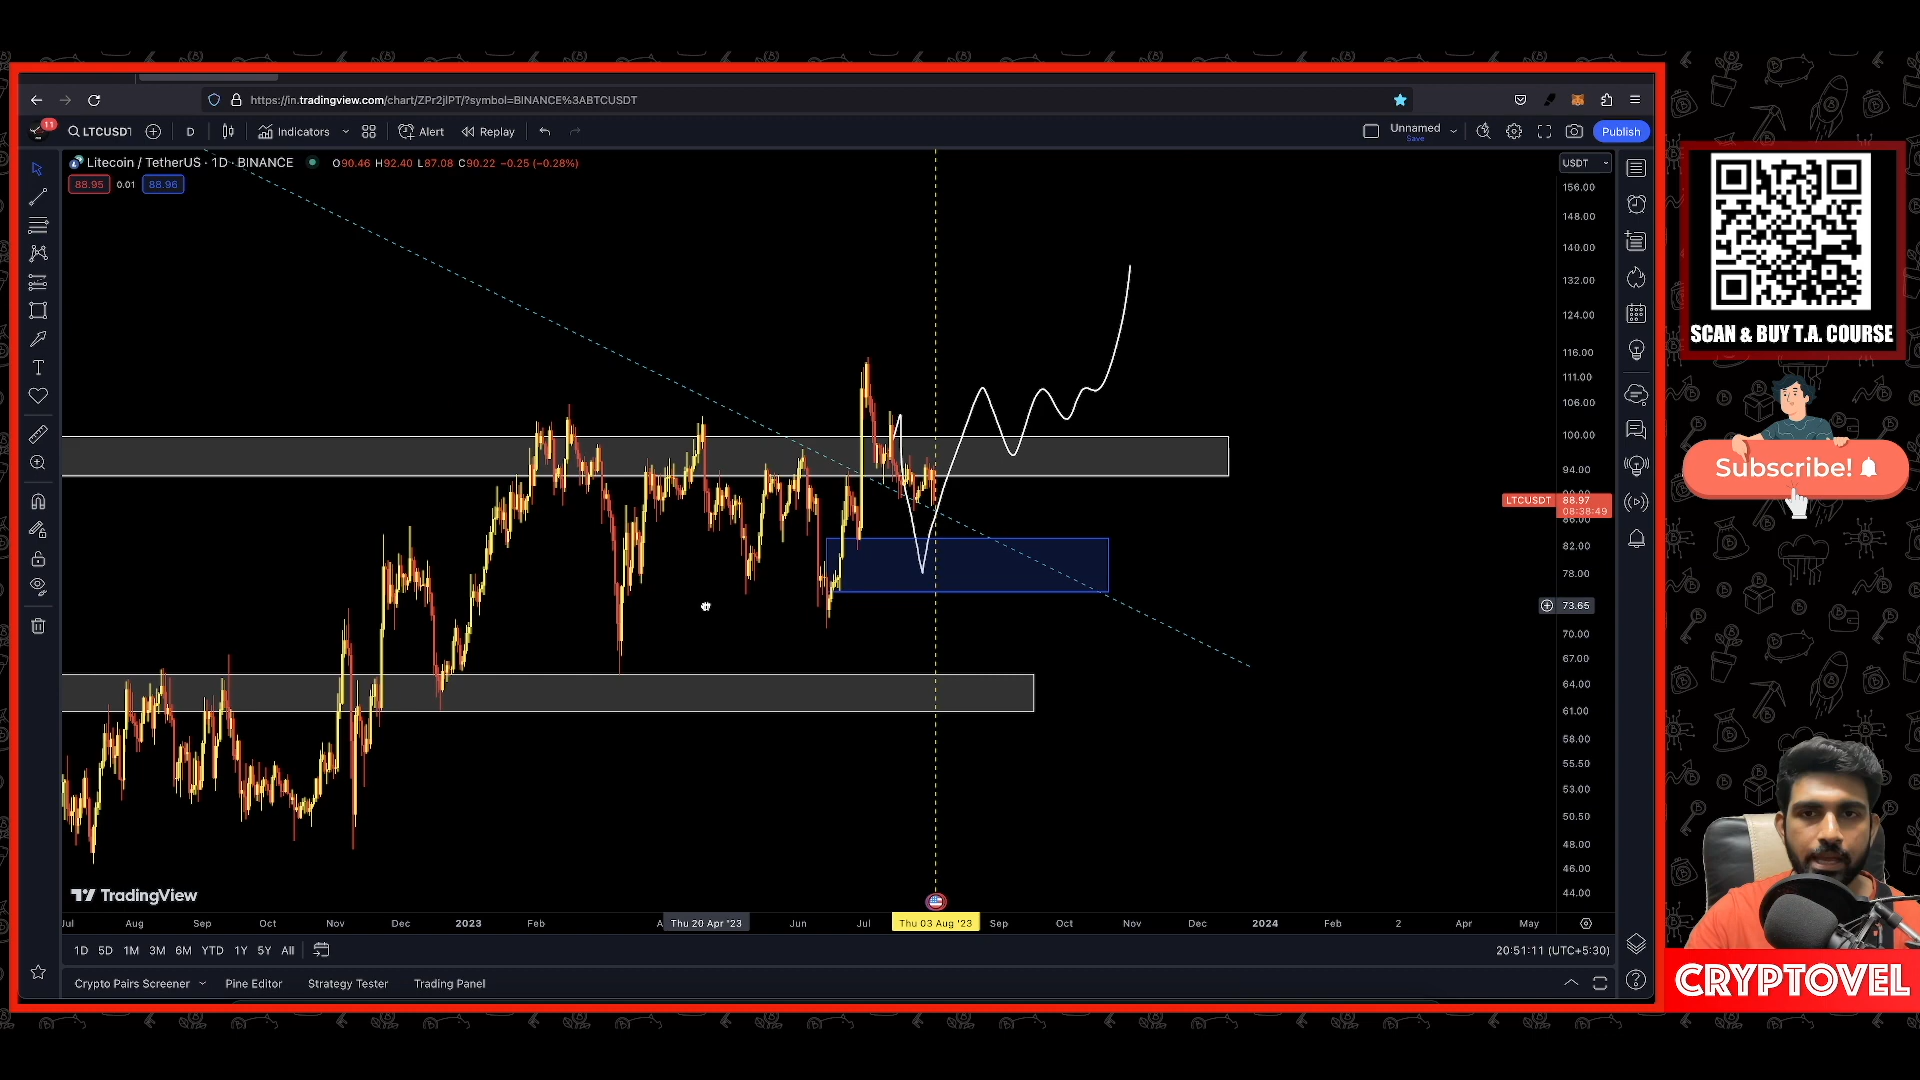 https://in.tradingview.com/chart/ZPr2jlPT/?symbol=BINANCE%3ABTCUSDT
11
LTCUSDT
D
Indicators
Alert
Replay
Unnamed
Save
Publish
Litecoin / TetherUS · 1D · BINANCE
O90.46 H92.40 L87.08 C90.22 −0.25 (−0.28%)
88.95
0.01
88.96
USDT
156.00
148.00
140.00
132.00
124.00
116.00
111.00
106.00
100.00
94.00
LTCUSDT
88.97
08:38:49
86.00
82.00
78.00
73.65
70.00
67.00
64.00
61.00
58.00
55.50
53.00
50.50
48.00
46.00
44.00
TradingView
Jul
Aug
Sep
Oct
Nov
Dec
2023
Feb
A
Thu 20 Apr '23
Jun
Jul
Thu 03 Aug '23
Sep
Oct
Nov
2024
Feb
2
Apr
May
1D
5D
1M
3M
6M
YTD
1Y
5Y
All
20:51:11 (UTC+5:30)
Crypto Pairs Screener
Pine Editor
Strategy Tester
Trading Panel
SCAN & BUY T.A. COURSE
Subscribe!
CRYPTOVEL